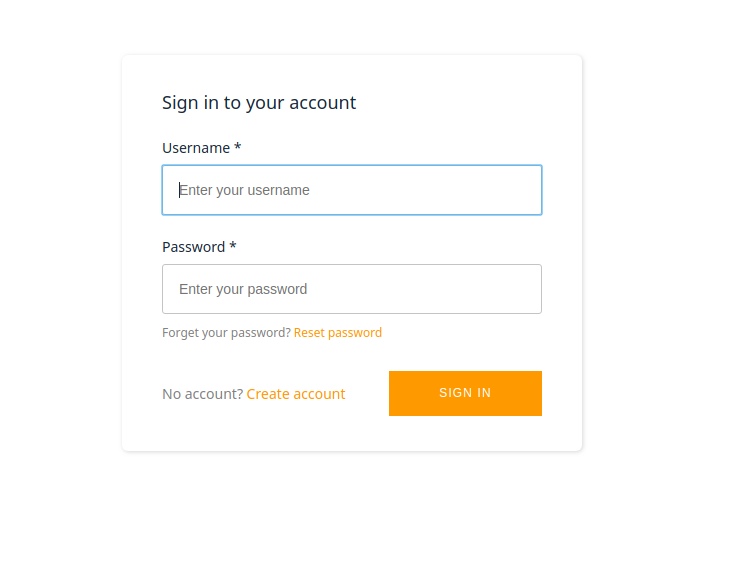 Sign in to your account
Username *
Enter your username
Password *
Enter your password
Forget your password? Reset password
No account? Create account
SIGN IN